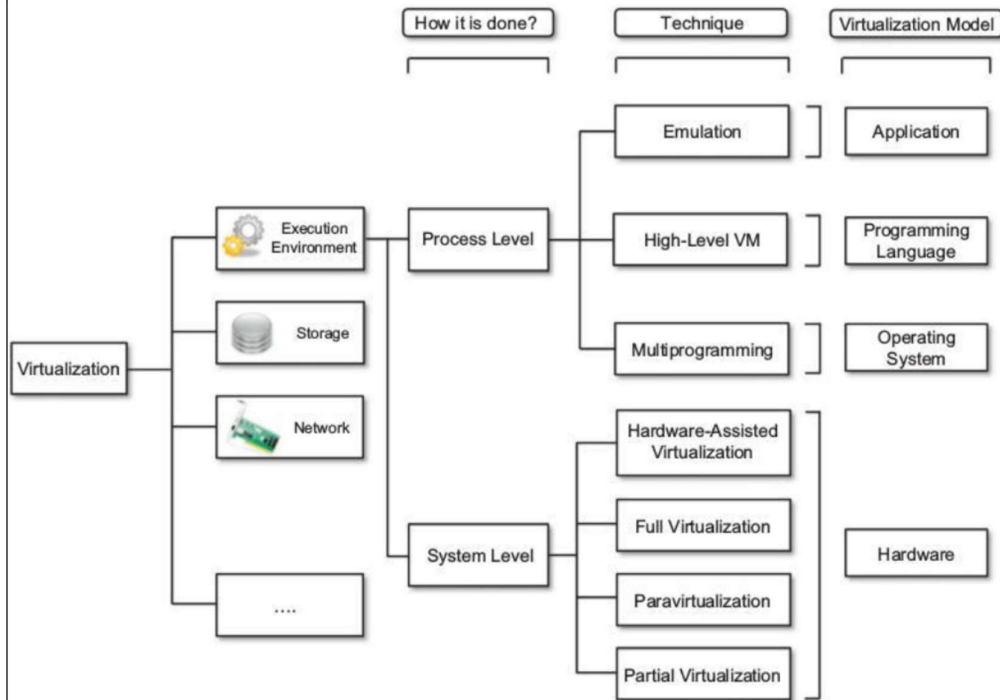 How it is done?
Technique
Virtualization Model
Emulation
Application
Execution
Environment
Process Level
High-Level VM
Programming
Language
Storage
Virtualization
Multiprogramming
Operating
System
Network
Hardware-Assisted
Virtualization
Full Virtualization
System Level
Hardware
Paravirtualization
....
Partial Virtualization